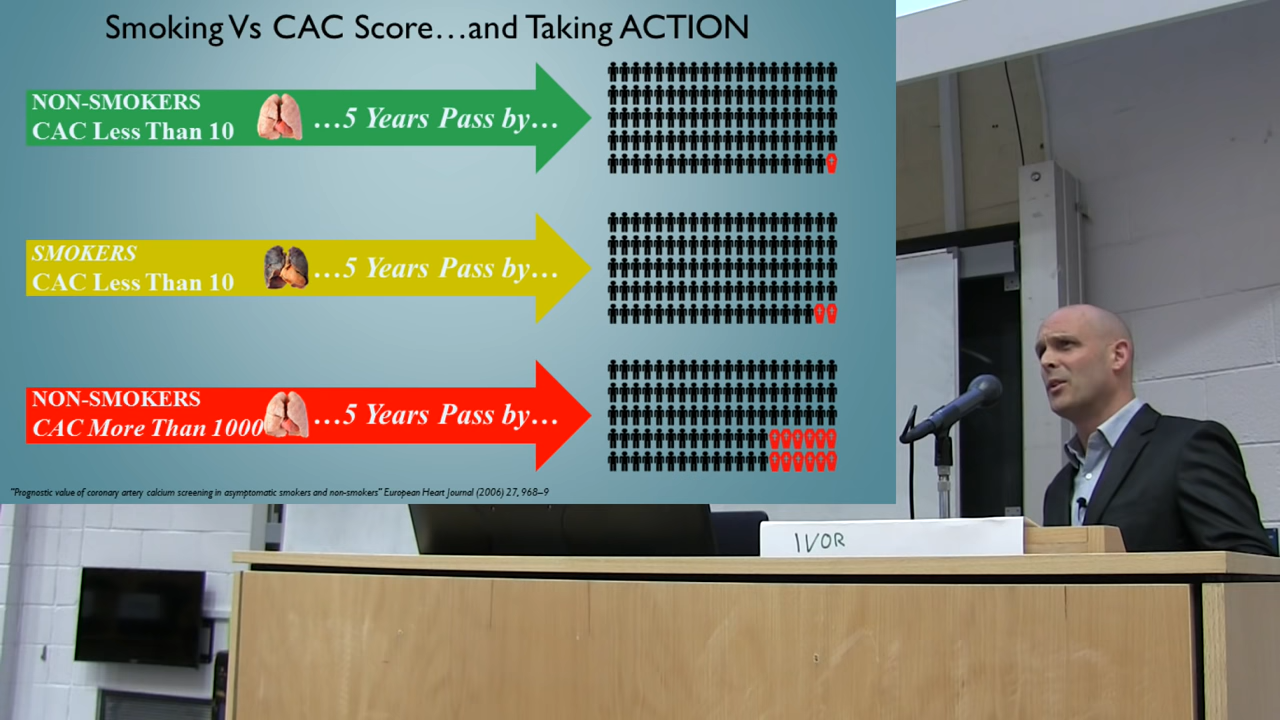 Smoking Vs CAC Score...and Taking ACTION
NON-SMOKERS
CAC Less Than 10
...5 Years Pass by...
SMOKERS
CAC Less Than 10
...5 Years Pass by...
NON-SMOKERS
CAC More Than 1000
...5 Years Pass by...
"Prognostic value of coronary artery calcium screening in asymptomatic smokers and non-smokers" European Heart Journal (2006) 27, 968–9
IVOR